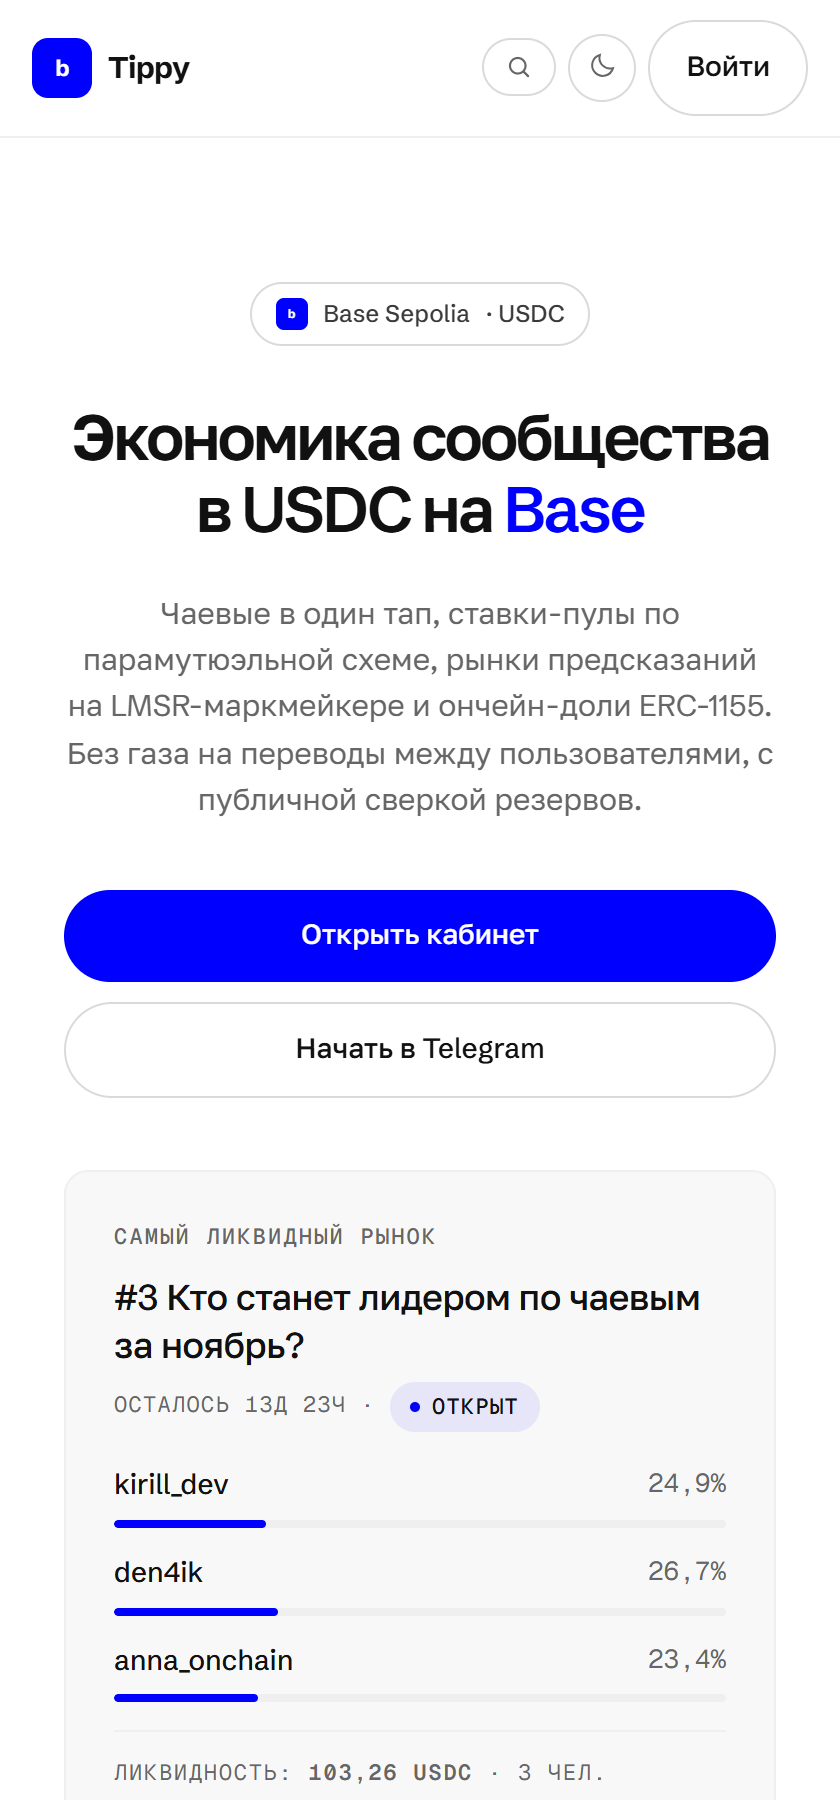 b Tippy Войти
b Base Sepolia · USDC
Экономика сообщества
в USDC на Base
Чаевые в один тап, ставки-пулы по
парамутюэльной схеме, рынки предсказаний
на LMSR-маркмейкере и ончейн-доли ERC-1155.
Без газа на переводы между пользователями, с
публичной сверкой резервов.
Открыть кабинет
Начать в Telegram
САМЫЙ ЛИКВИДНЫЙ РЫНОК
#3 Кто станет лидером по чаевым
за ноябрь?
ОСТАЛОСЬ 13Д 23Ч · ОТКРЫТ
kirill_dev 24,9%
den4ik 26,7%
anna_onchain 23,4%
ЛИКВИДНОСТЬ: 103,26 USDC · 3 ЧЕЛ.